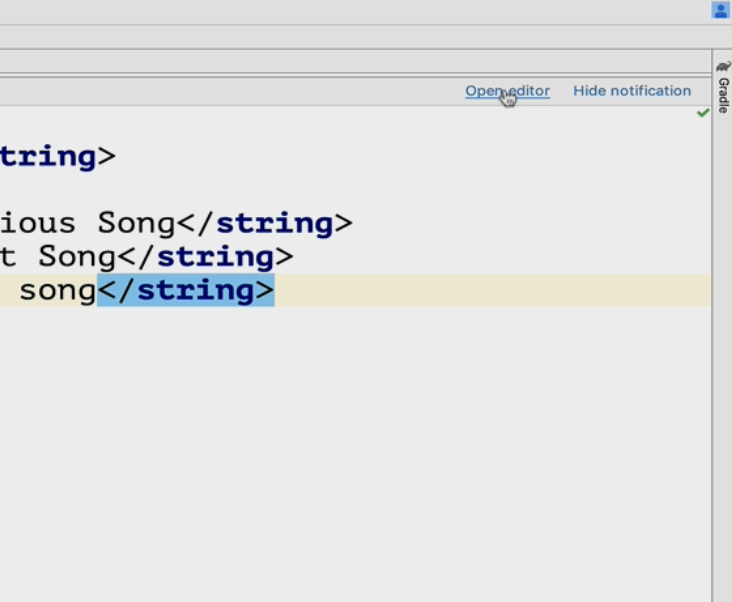 Open editor Hide notification
Gradle
tring>
ious Song</string>
t Song</string>
song</string>